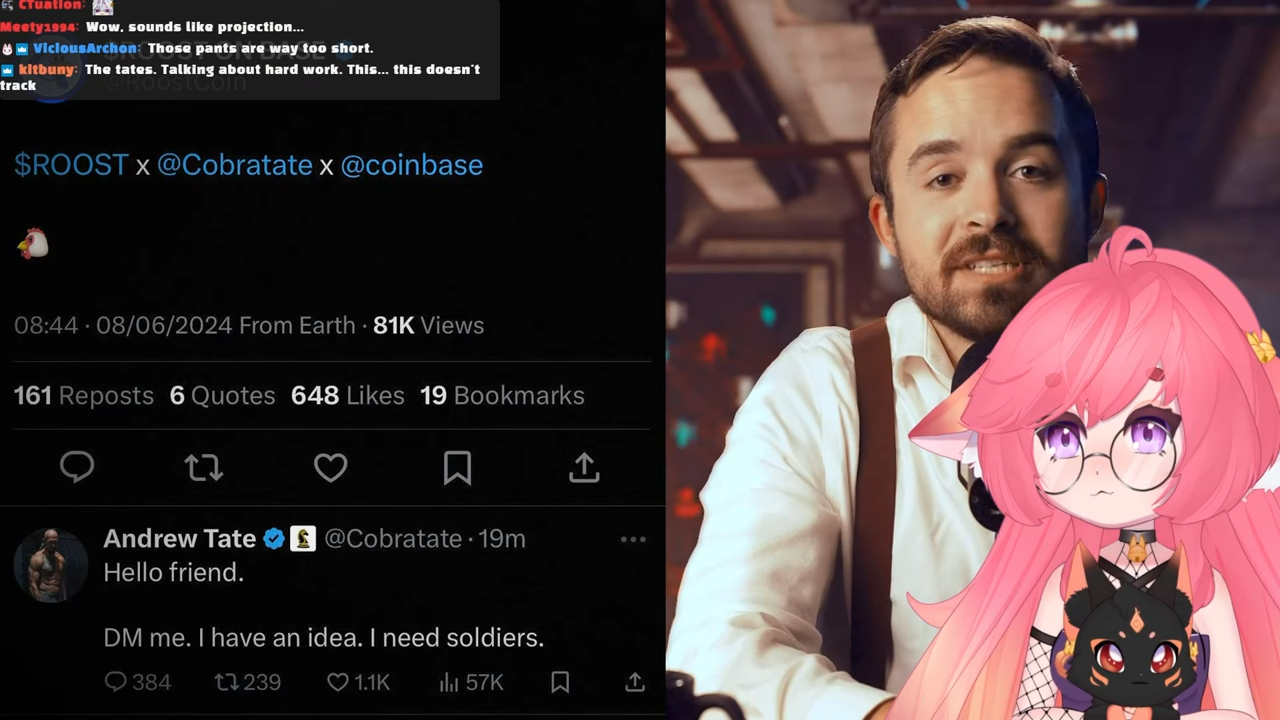 CTuation:
Meety1994: Wow, sounds like projection...
ViciousArchon: Those pants are way too short.
kitbuny: The tates. Talking about hard work. This... this doesn't
track
@RoostCoin
$ROOST x @Cobratate x @coinbase
08:44 · 08/06/2024 From Earth · 81K Views
161 Reposts 6 Quotes 648 Likes 19 Bookmarks
Andrew Tate @Cobratate · 19m
Hello friend.
DM me. I have an idea. I need soldiers.
384 239 1.1K 57K